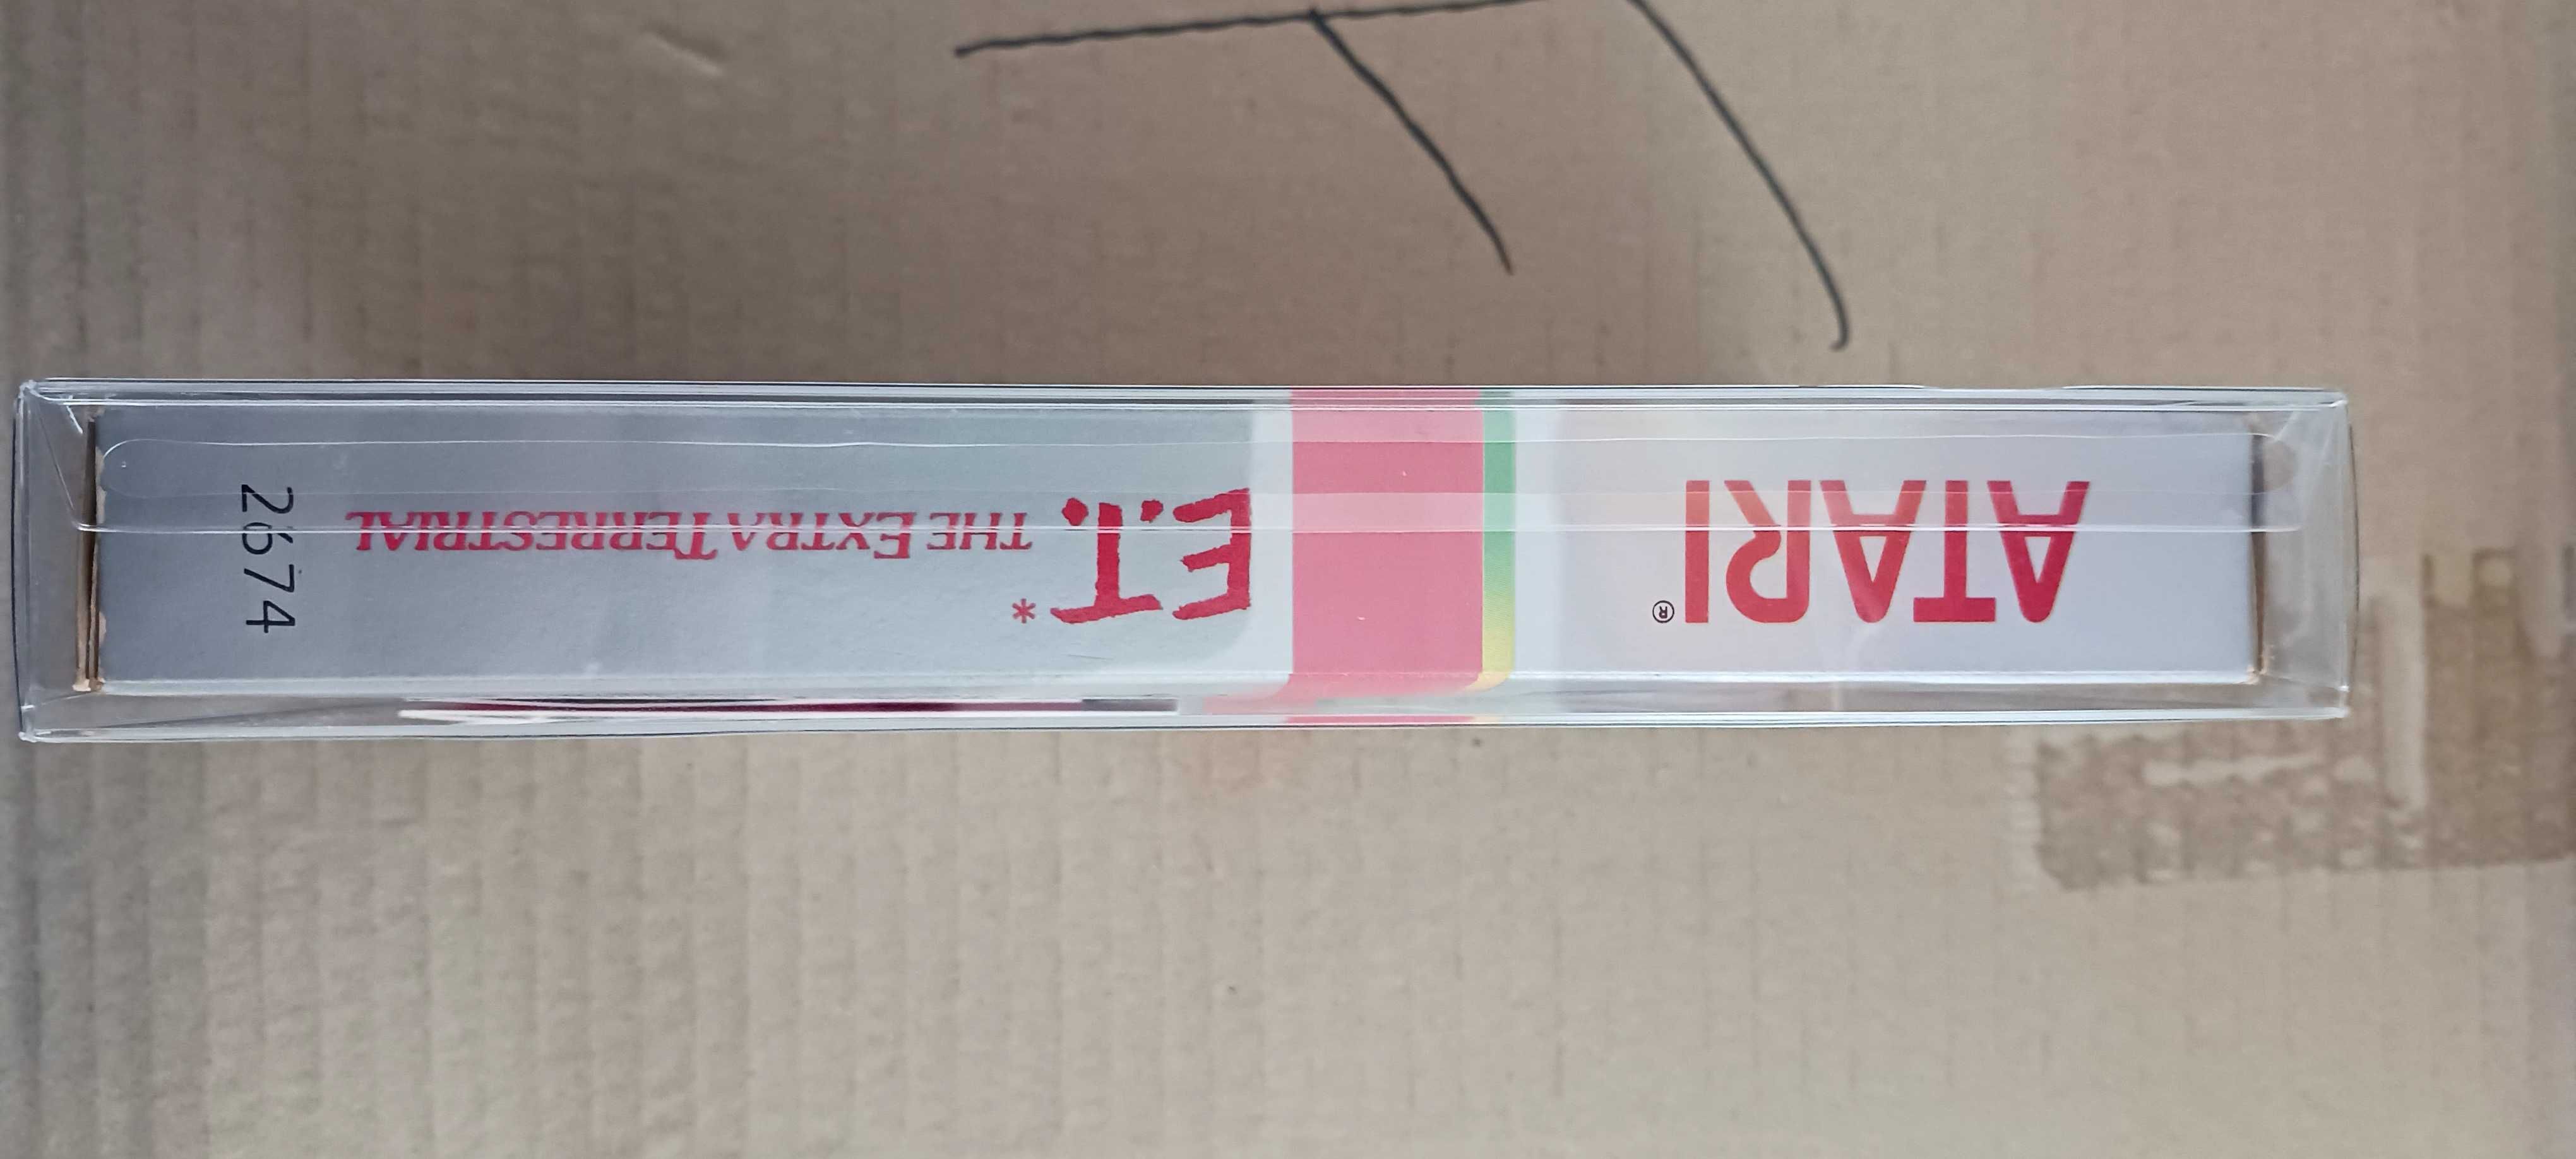 ATARI®
E.T.*
THE EXTRA TERRESTRIAL
2674